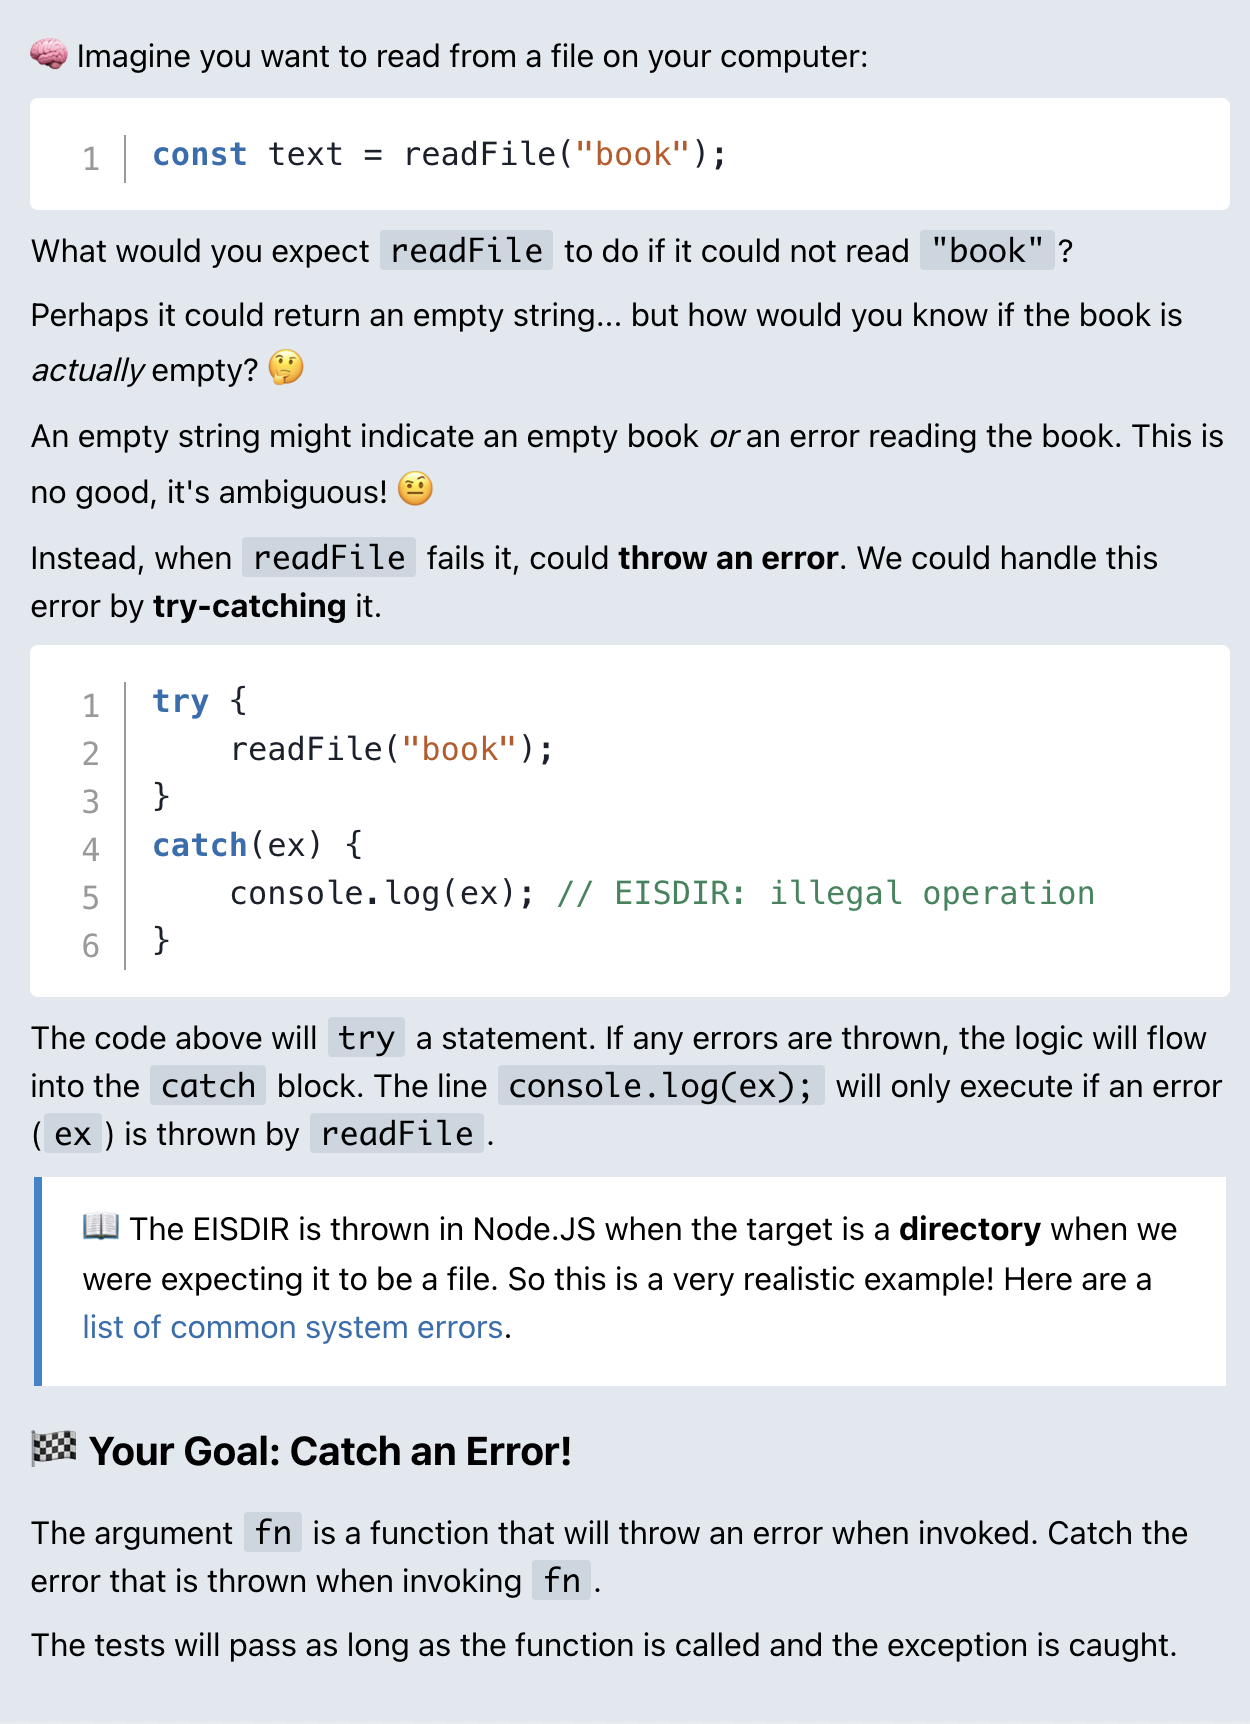 🧠 Imagine you want to read from a file on your computer:
1 const text = readFile("book");
What would you expect readFile to do if it could not read "book"?
Perhaps it could return an empty string... but how would you know if the book is
actually empty? 🤔
An empty string might indicate an empty book or an error reading the book. This is
no good, it's ambiguous! 🤨
Instead, when readFile fails it, could throw an error. We could handle this
error by try-catching it.
1 try {
2     readFile("book");
3 }
4 catch(ex) {
5     console.log(ex); // EISDIR: illegal operation
6 }
The code above will try a statement. If any errors are thrown, the logic will flow
into the catch block. The line console.log(ex); will only execute if an error
(ex) is thrown by readFile.
📖 The EISDIR is thrown in Node.JS when the target is a directory when we
were expecting it to be a file. So this is a very realistic example! Here are a
list of common system errors.
🏁 Your Goal: Catch an Error!
The argument fn is a function that will throw an error when invoked. Catch the
error that is thrown when invoking fn.
The tests will pass as long as the function is called and the exception is caught.